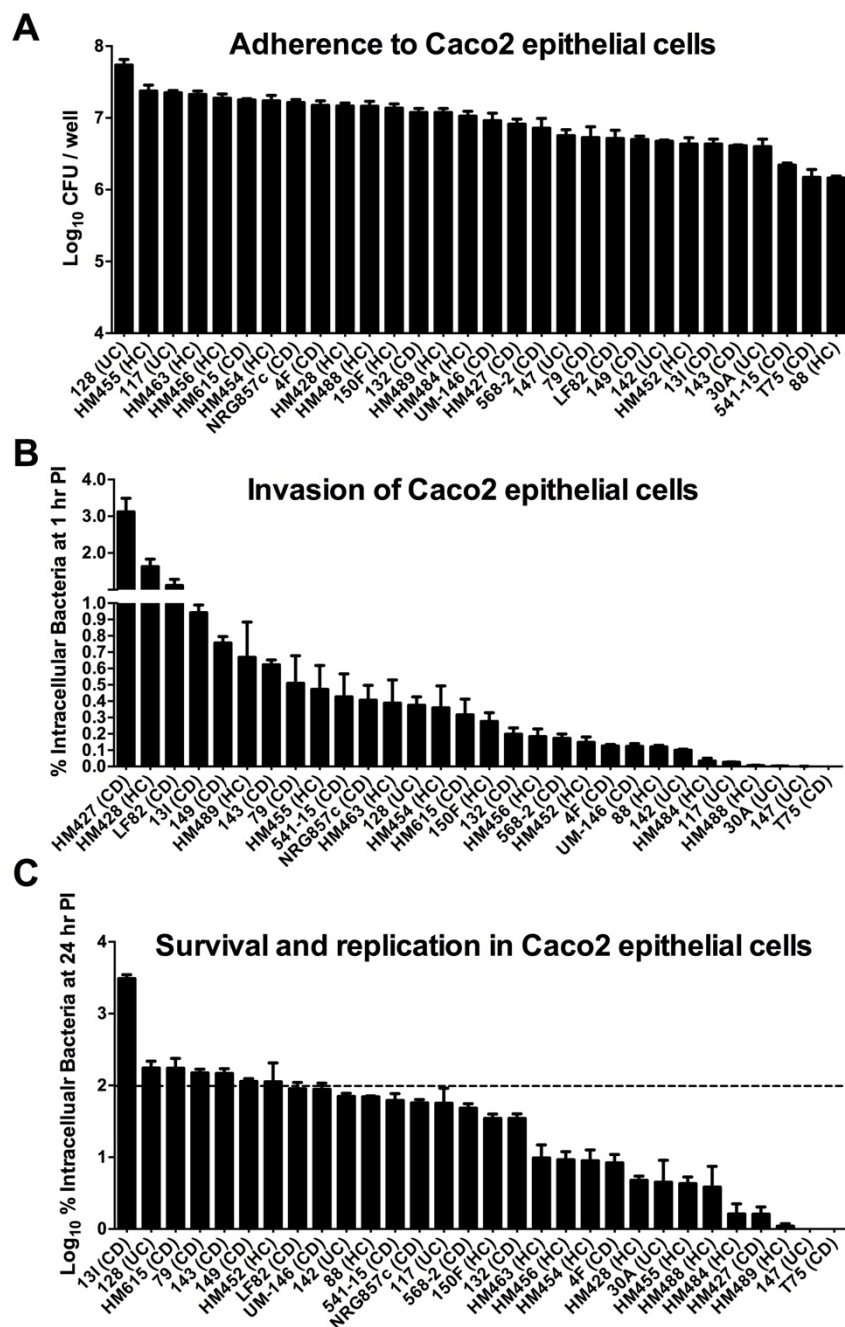 A
Adherence to Caco2 epithelial cells
Log10 CFU / well
8
7
6
5
4
128 (UC)
HM455 (HC)
117 (UC)
HM463 (HC)
HM456 (HC)
HM615 (CD)
HM454 (HC)
NRG857c (CD)
4F (CD)
HM428 (HC)
HM488 (HC)
150F (HC)
132 (CD)
HM489 (HC)
HM484 (HC)
UM-146 (CD)
HM427 (CD)
568-2 (CD)
147 (UC)
79 (CD)
LF82 (CD)
149 (CD)
142 (UC)
HM452 (HC)
13I (CD)
143 (CD)
30A (UC)
541-15 (CD)
T75 (CD)
88 (HC)
B
Invasion of Caco2 epithelial cells
% Intracellular Bacteria at 1 hr PI
4.0
3.0
2.0
1.0
0.9
0.8
0.7
0.6
0.5
0.4
0.3
0.2
0.1
0.0
HM427 (CD)
HM428 (HC)
LF82 (CD)
13I (CD)
149 (CD)
HM489 (HC)
143 (CD)
79 (CD)
HM455 (HC)
541-15 (CD)
NRG857c (CD)
HM463 (HC)
128 (UC)
HM454 (HC)
HM615 (CD)
150F (HC)
132 (CD)
HM456 (HC)
568-2 (CD)
HM452 (HC)
4F (CD)
UM-146 (CD)
88 (HC)
142 (UC)
HM484 (HC)
117 (UC)
HM488 (HC)
30A (UC)
147 (UC)
T75 (CD)
C
Survival and replication in Caco2 epithelial cells
Log10 % Intracellualr Bacteria at 24 hr PI
4
3
2
1
0
13I (CD)
128 (UC)
HM615 (CD)
79 (CD)
143 (CD)
149 (CD)
HM452 (HC)
LF82 (CD)
UM-146 (CD)
142 (UC)
88 (HC)
541-15 (CD)
NRG857c (CD)
117 (UC)
568-2 (CD)
150F (HC)
132 (CD)
HM463 (HC)
HM456 (HC)
HM454 (HC)
4F (CD)
HM428 (HC)
30A (UC)
HM455 (HC)
HM488 (HC)
HM484 (HC)
HM427 (CD)
HM489 (HC)
147 (UC)
T75 (CD)